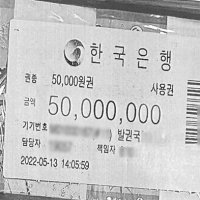 한국은행
권종 50,000원권 사용권
금액 50,000,000
기기번호 발권국
담당자 책임자
2022-05-13 14:05:59